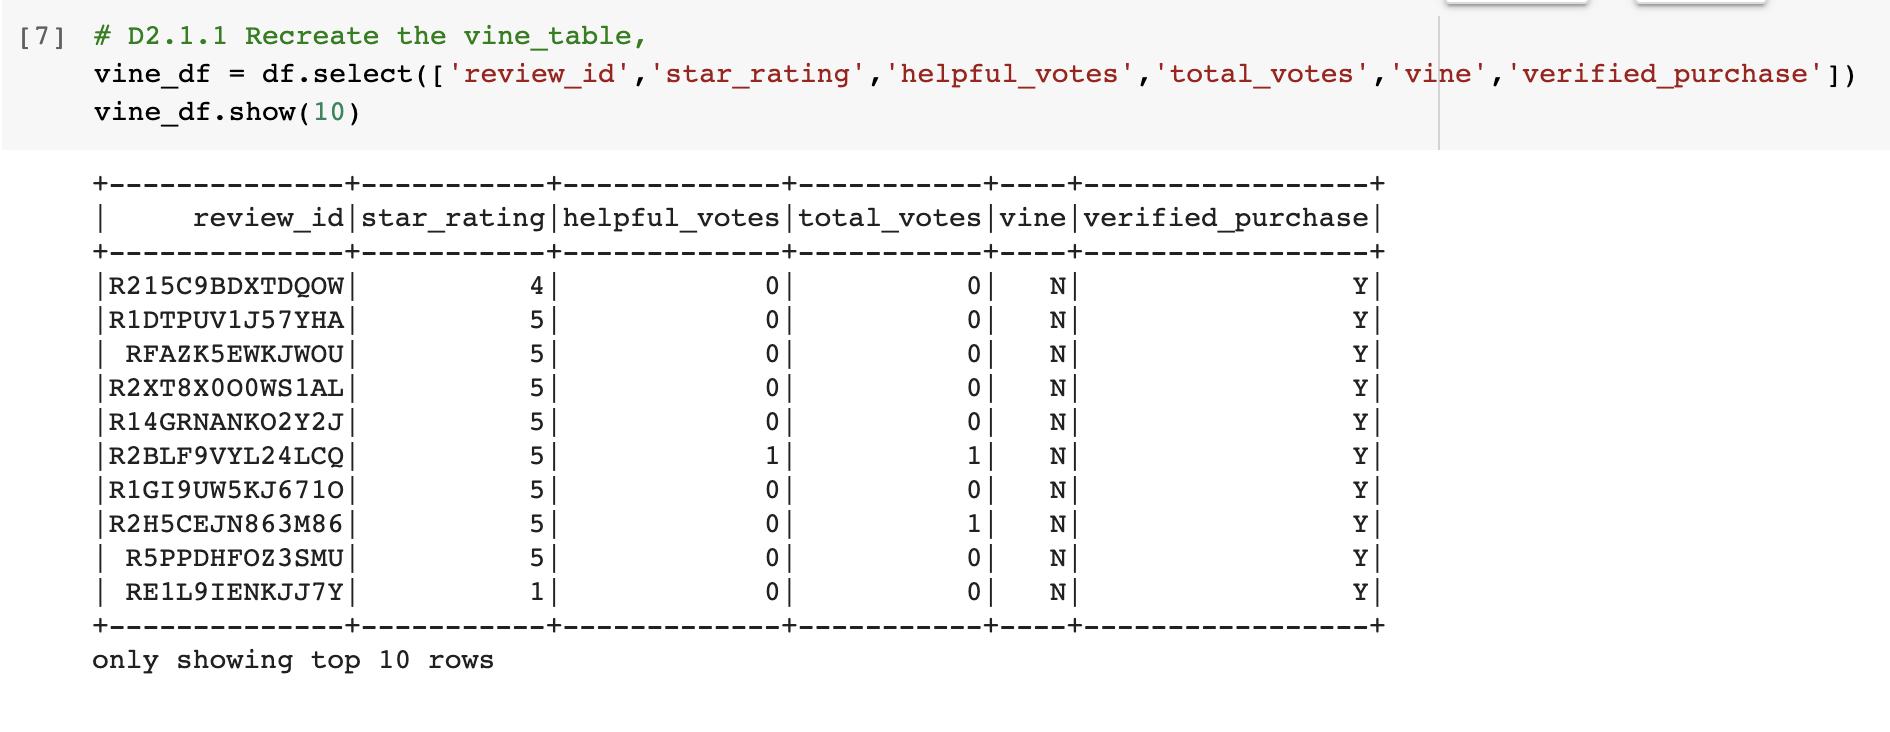 [7] # D2.1.1 Recreate the vine_table,
vine_df = df.select(['review_id','star_rating','helpful_votes','total_votes','vine','verified_purchase'])
vine_df.show(10)
+--------------+-----------+-------------+-----------+----+-----------------+
|     review_id|star_rating|helpful_votes|total_votes|vine|verified_purchase|
+--------------+-----------+-------------+-----------+----+-----------------+
|R215C9BDXTDQOW|          4|            0|          0|   N|                Y|
|R1DTPUV1J57YHA|          5|            0|          0|   N|                Y|
| RFAZK5EWKJWOU|          5|            0|          0|   N|                Y|
|R2XT8X0O0WS1AL|          5|            0|          0|   N|                Y|
|R14GRNANKO2Y2J|          5|            0|          0|   N|                Y|
|R2BLF9VYL24LCQ|          5|            1|          1|   N|                Y|
|R1GI9UW5KJ671O|          5|            0|          0|   N|                Y|
|R2H5CEJN863M86|          5|            0|          1|   N|                Y|
| R5PPDHFOZ3SMU|          5|            0|          0|   N|                Y|
| RE1L9IENKJJ7Y|          1|            0|          0|   N|                Y|
+--------------+-----------+-------------+-----------+----+-----------------+
only showing top 10 rows